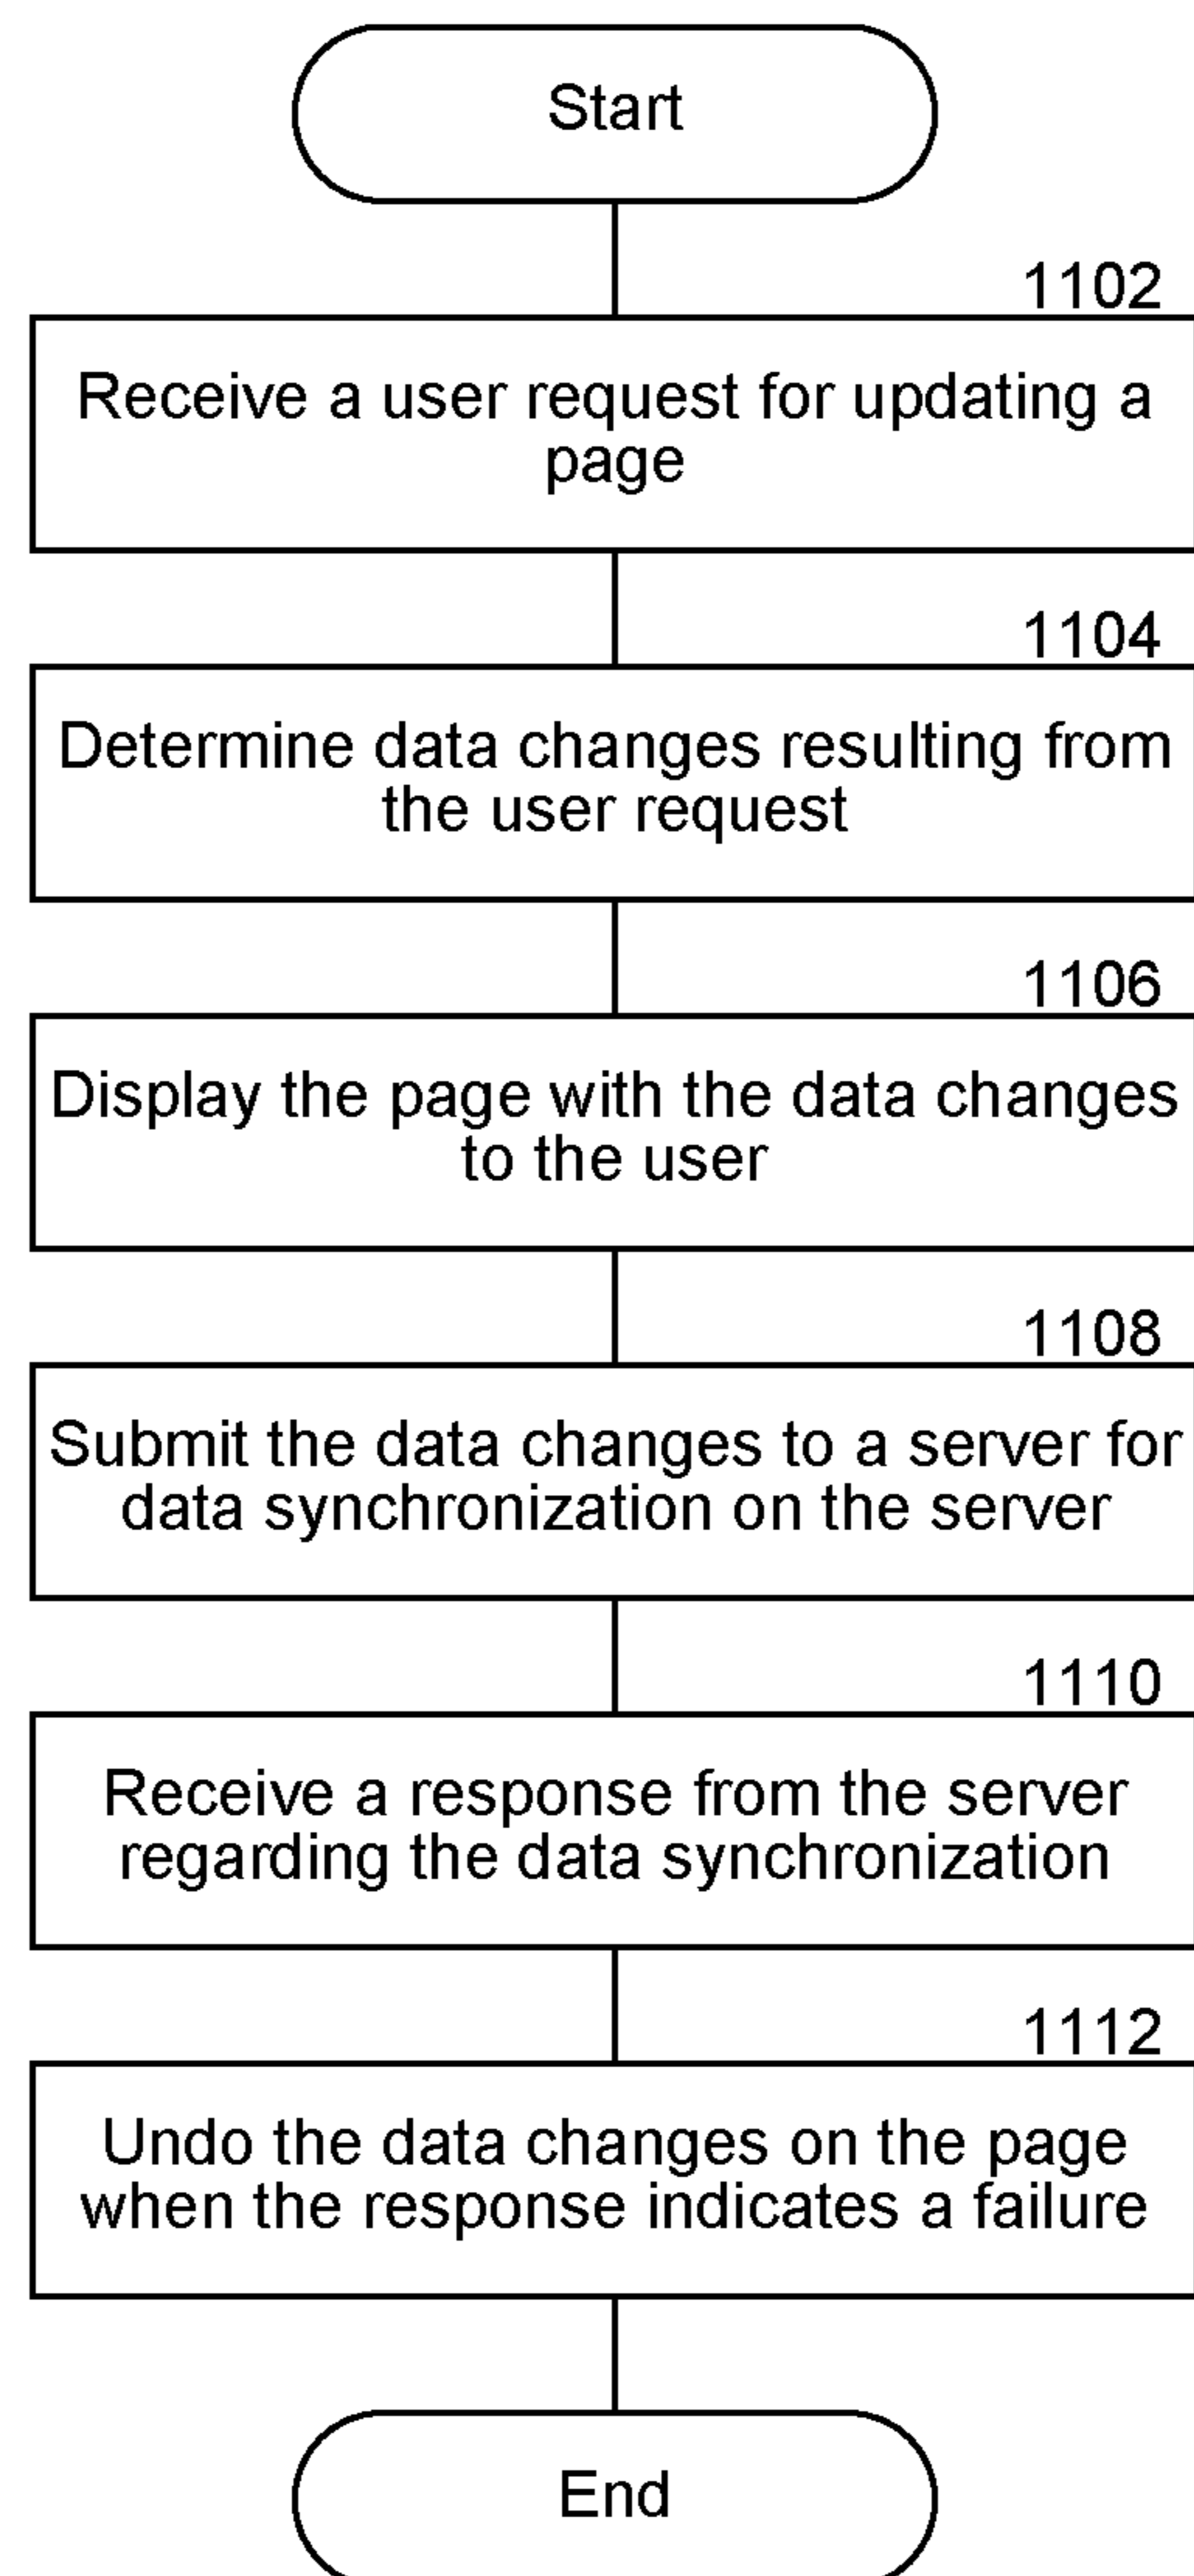 Start
1102
Receive a user request for updating a
page
1104
Determine data changes resulting from
the user request
1106
Display the page with the data changes
to the user
1108
Submit the data changes to a server for
data synchronization on the server
1110
Receive a response from the server
regarding the data synchronization
1112
Undo the data changes on the page
when the response indicates a failure
End